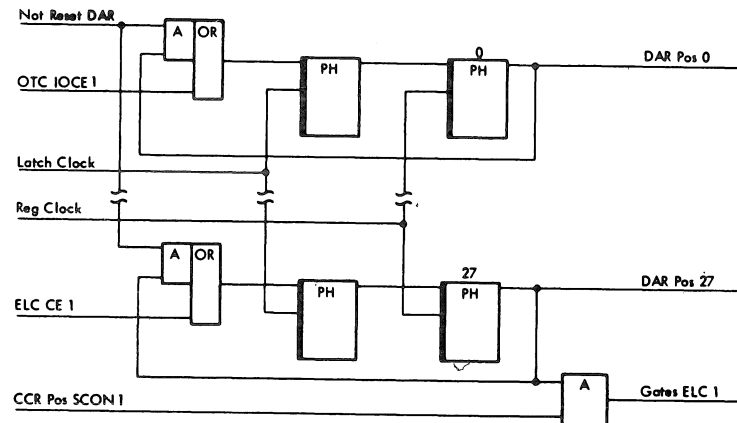 Not Reset DAR
A OR
0
PH
PH
DAR Pos 0
OTC IOCE 1
Latch Clock
Reg Clock
A OR
27
PH
PH
DAR Pos 27
ELC CE 1
A
Gates ELC 1
CCR Pos SCON 1